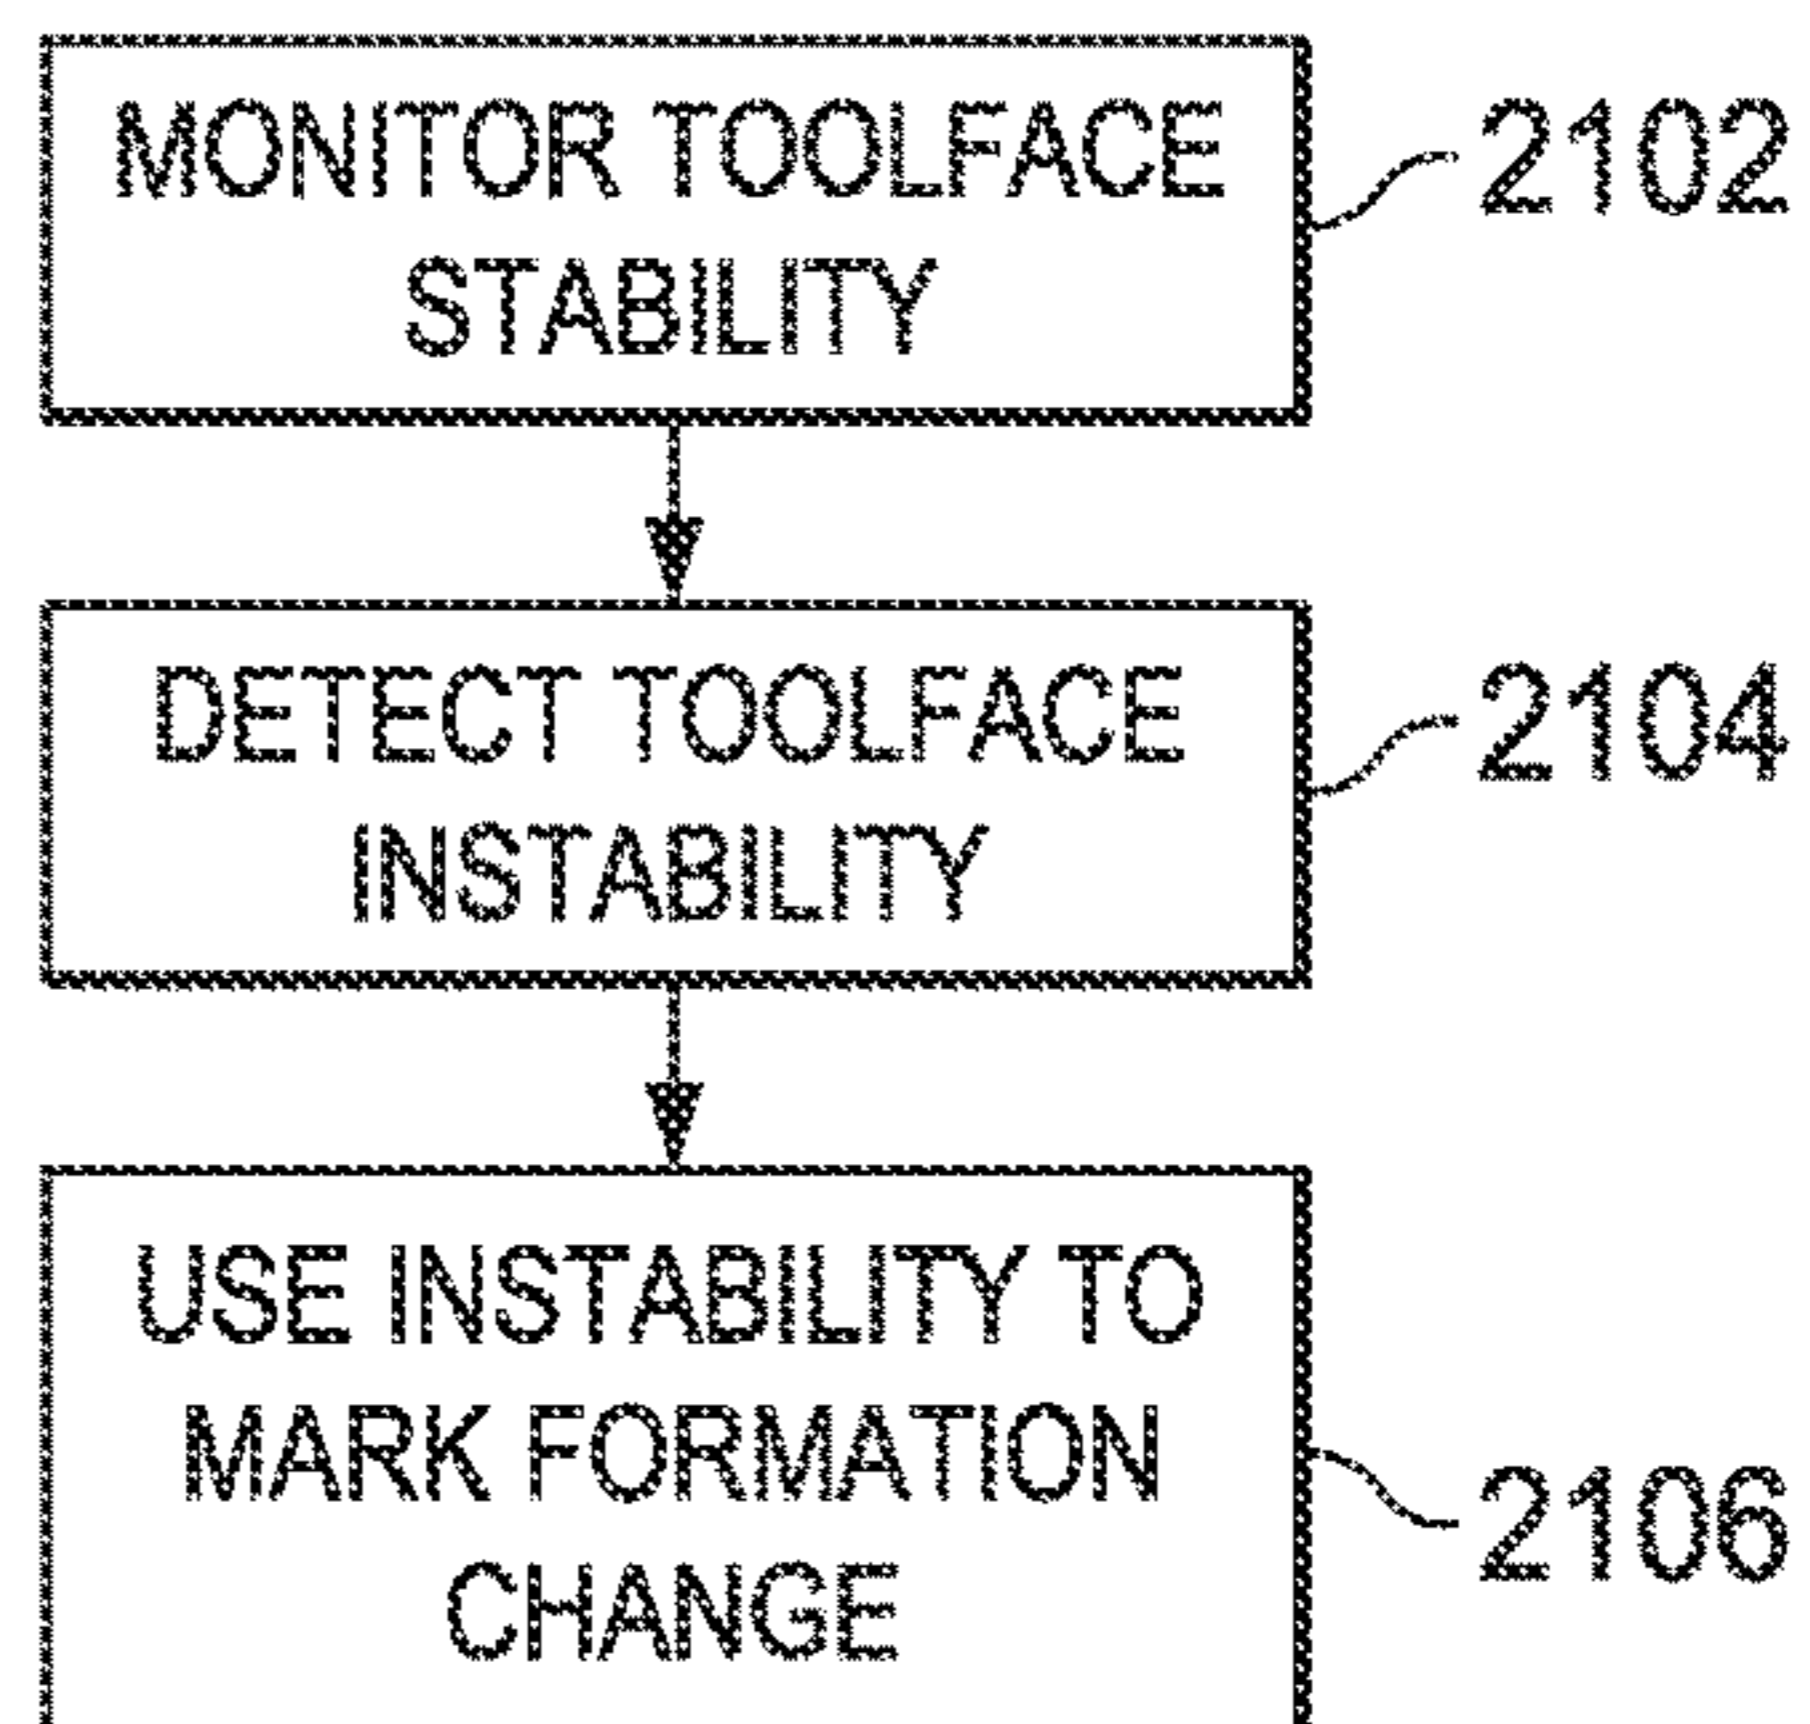 MONITOR TOOLFACE
STABILITY
2102
DETECT TOOLFACE
INSTABILITY
2104
USE INSTABILITY TO
MARK FORMATION
CHANGE
2106